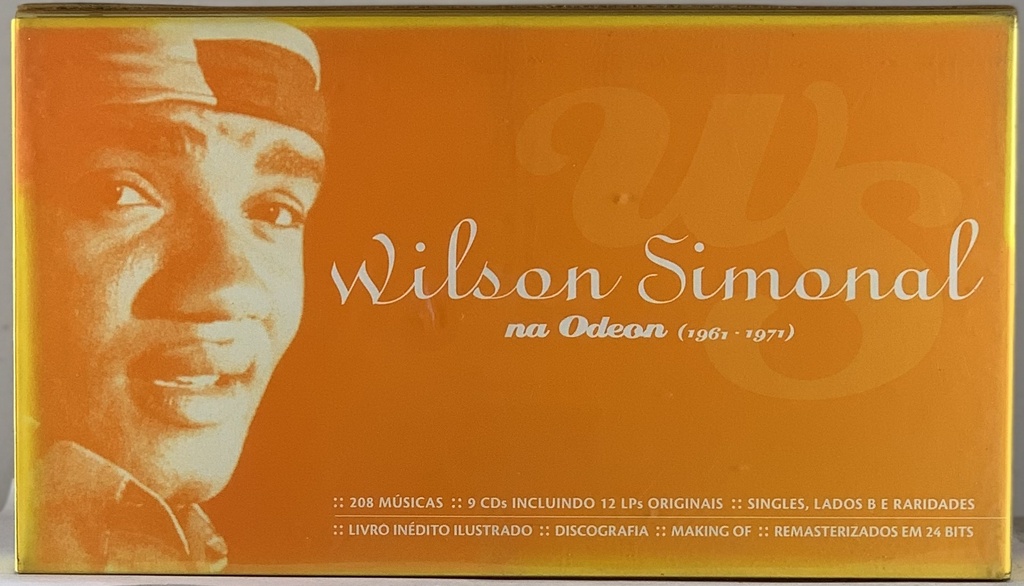 WS
Wilson Simonal
na Odeon (1961 - 1971)
:: 208 MÚSICAS :: 9 CDs INCLUINDO 12 LPs ORIGINAIS :: SINGLES, LADOS B E RARIDADES
:: LIVRO INÉDITO ILUSTRADO :: DISCOGRAFIA :: MAKING OF :: REMASTERIZADOS EM 24 BITS